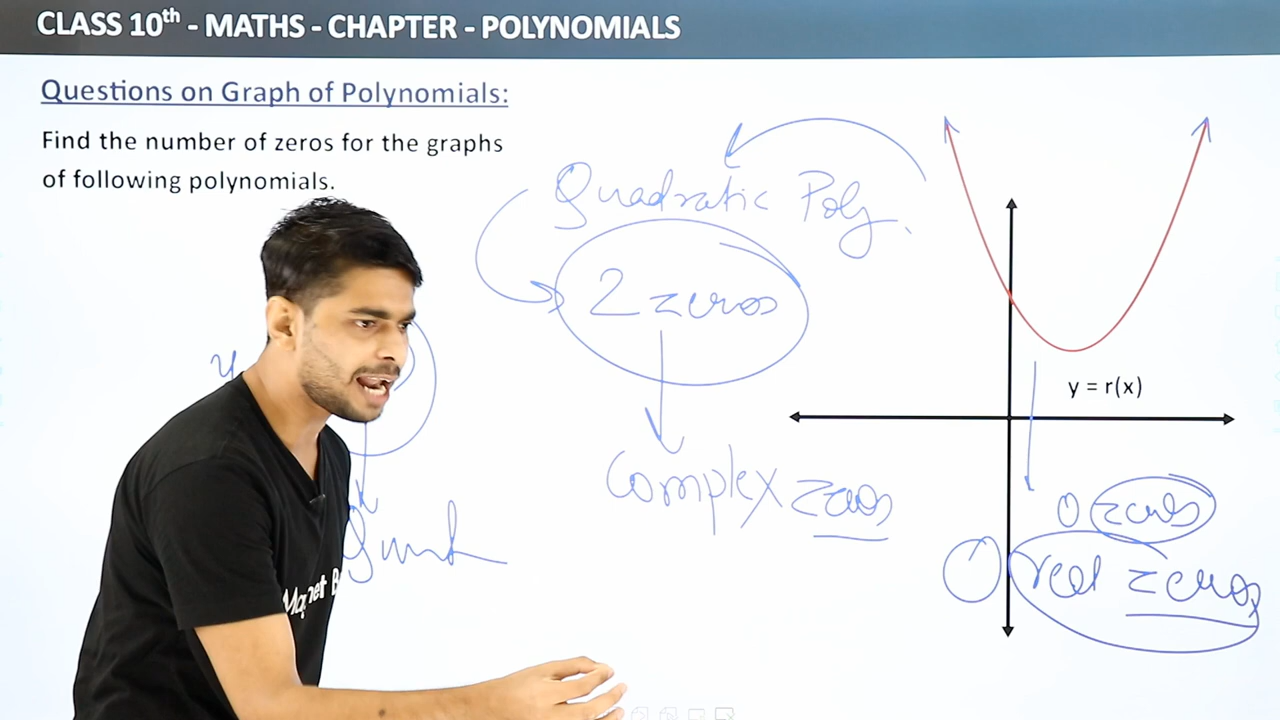 CLASS 10th - MATHS - CHAPTER - POLYNOMIALS
Questions on Graph of Polynomials:
Find the number of zeros for the graphs
of following polynomials.
Quadratic Poly.
2 zeros
complex zeros
y = r(x)
0 zeros
0 real zeros